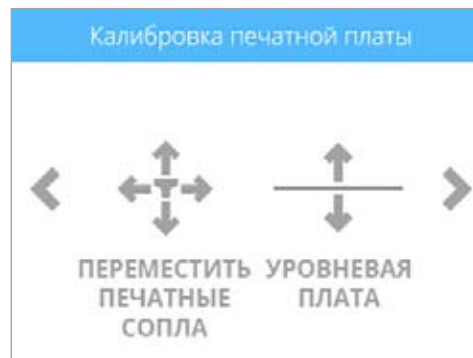 Калибровка печатной платы
ПЕРЕМЕСТИТЬ
ПЕЧАТНЫЕ
СОПЛА
УРОВНЕВАЯ
ПЛАТА